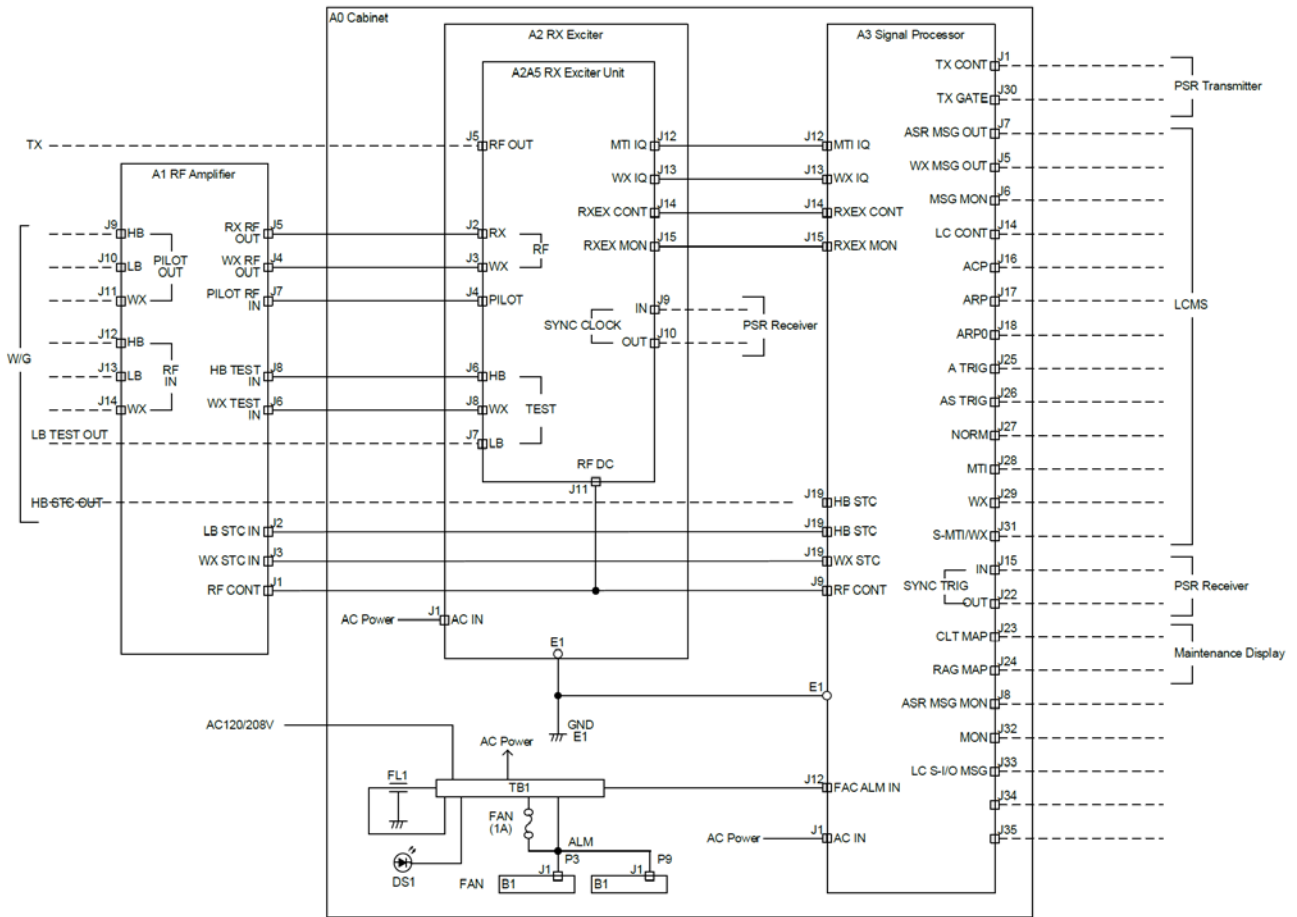 A0 Cabinet
A2 RX Exciter
A3 Signal Processor
A2A5 RX Exciter Unit
TX CONT J1
PSR Transmitter
TX GATE J30
ASR MSG OUT J7
TX J5 RF OUT MTI IQ J12 J12 MTI IQ
WX MSG OUT J5
A1 RF Amplifier
WX IQ J13 J13 WX IQ
MSG MON J6
RXEX CONT J14 J14 RXEX CONT
J9 HB RX RF OUT J5 J2 RX
LC CONT J14
PILOT OUT
RF
RXEX MON J15 J15 RXEX MON
J10 LB WX RF OUT J4 J3 WX
ACP J16
J11 WX PILOT RF IN J7 J4 PILOT
ARP J17
LCMS
IN J9
SYNC CLOCK
PSR Receiver
OUT J10
J12 HB
ARP0 J18
W/G
RF IN
J13 LB HB TEST IN J8 J6 HB
A TRIG J25
TEST
J14 WX WX TEST IN J6 J8 WX
AS TRIG J26
LB TEST OUT J7 LB
NORM J27
RF DC
J11
MTI J28
HB STC OUT J19 HB STC
WX J29
LB STC IN J2 J19 HB STC
S-MTI/WX J31
WX STC IN J3 J19 WX STC
IN J15
SYNC TRIG
PSR Receiver
RF CONT J1 J9 RF CONT
OUT J22
AC Power J1 AC IN
CLT MAP J23
E1
Maintenance Display
RAG MAP J24
E1
ASR MSG MON J8
GND
E1
AC120/208V
MON J32
AC Power
LC S-I/O MSG J33
FL1
TB1
J12 FAC ALM IN
J34
FAN
(1A)
ALM
AC Power J1 AC IN
J35
P3 P9
J1 J1
DS1
FAN B1 B1